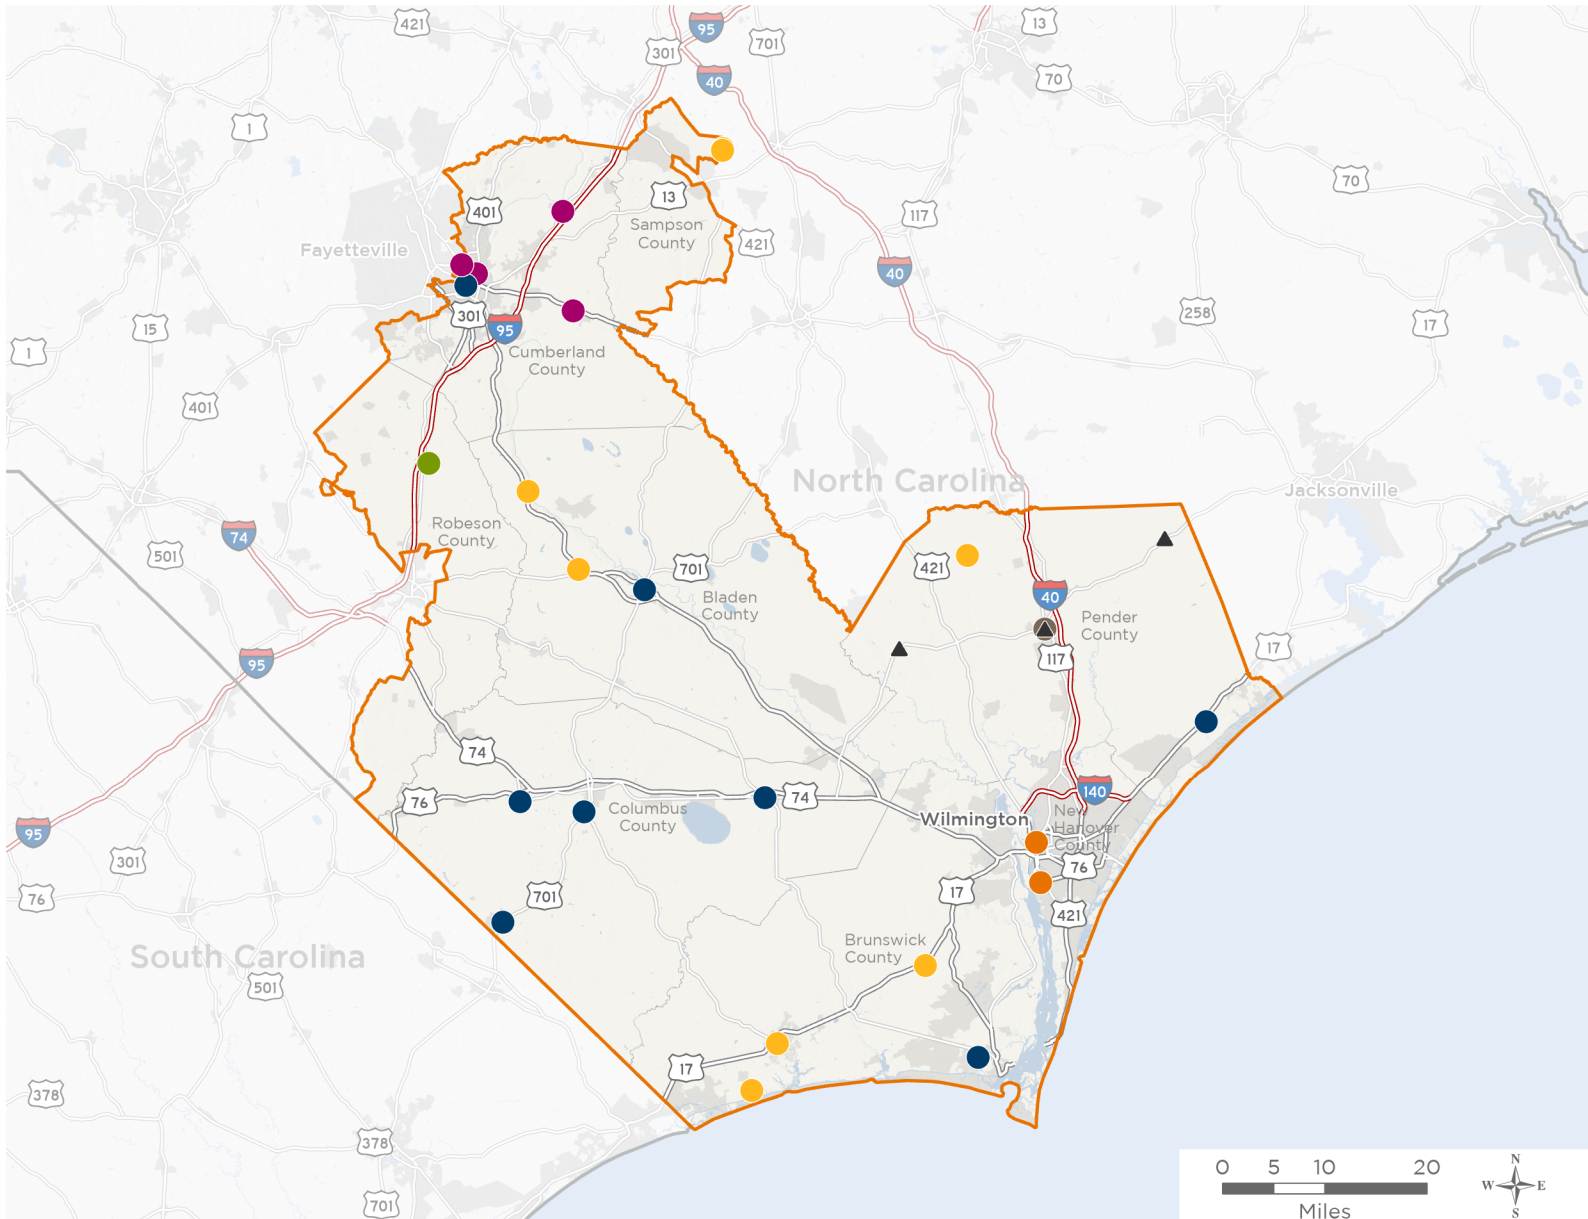 421
95
701
13
301
40
70
1
70
13
401
117
Sampson
County
Fayetteville
421
40
258
15
301
95
17
1
Cumberland
County
401
North Carolina
Jacksonville
Robeson
County
74
501
701
421
40
Bladen
County
Pender
County
17
117
95
74
76
74
140
Columbus
County
Wilmington
New
Hanover
County
95
301
76
76
701
17
421
Brunswick
County
South Carolina
501
17
378
378
701
0 5 10 20
Miles
N
W E
S